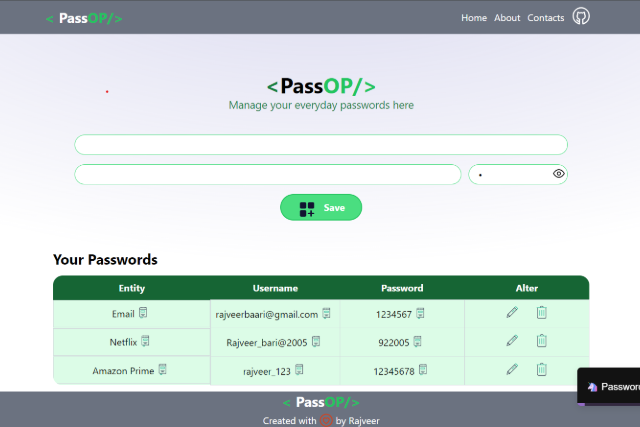 < PassOP/>
Home About Contacts
<PassOP/>
Manage your everyday passwords here
Save
Your Passwords
Entity Username Password Alter
Email rajveerbaari@gmail.com 1234567
Netflix Rajveer_bari@2005 922005
Amazon Prime rajveer_123 12345678
Password
< PassOP/>
Created with by Rajveer